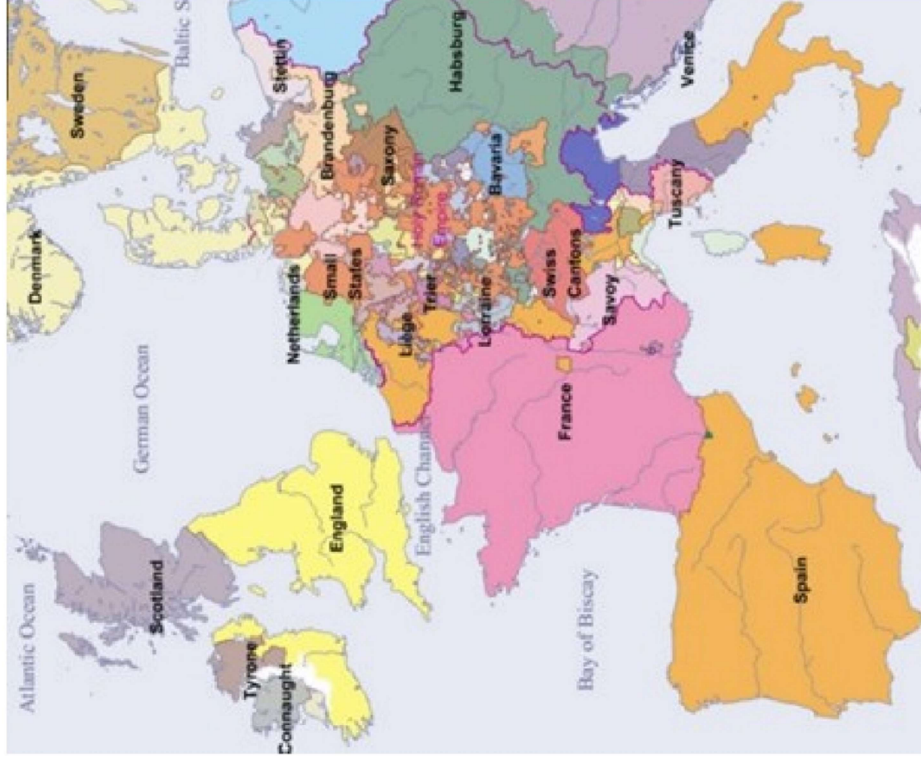 Atlantic Ocean
Denmark
Sweden
German Ocean
Scotland
Baltic S
Tyrone
Connaught
Stettin
Netherlands
Brandenburg
England
Small
States
Saxony
Liege
Holy Roman
Empire
English Channel
Trier
Habsburg
Lorraine
Bavaria
Swiss
Cantons
France
Bay of Biscay
Savoy
Tuscany
Venice
Spain